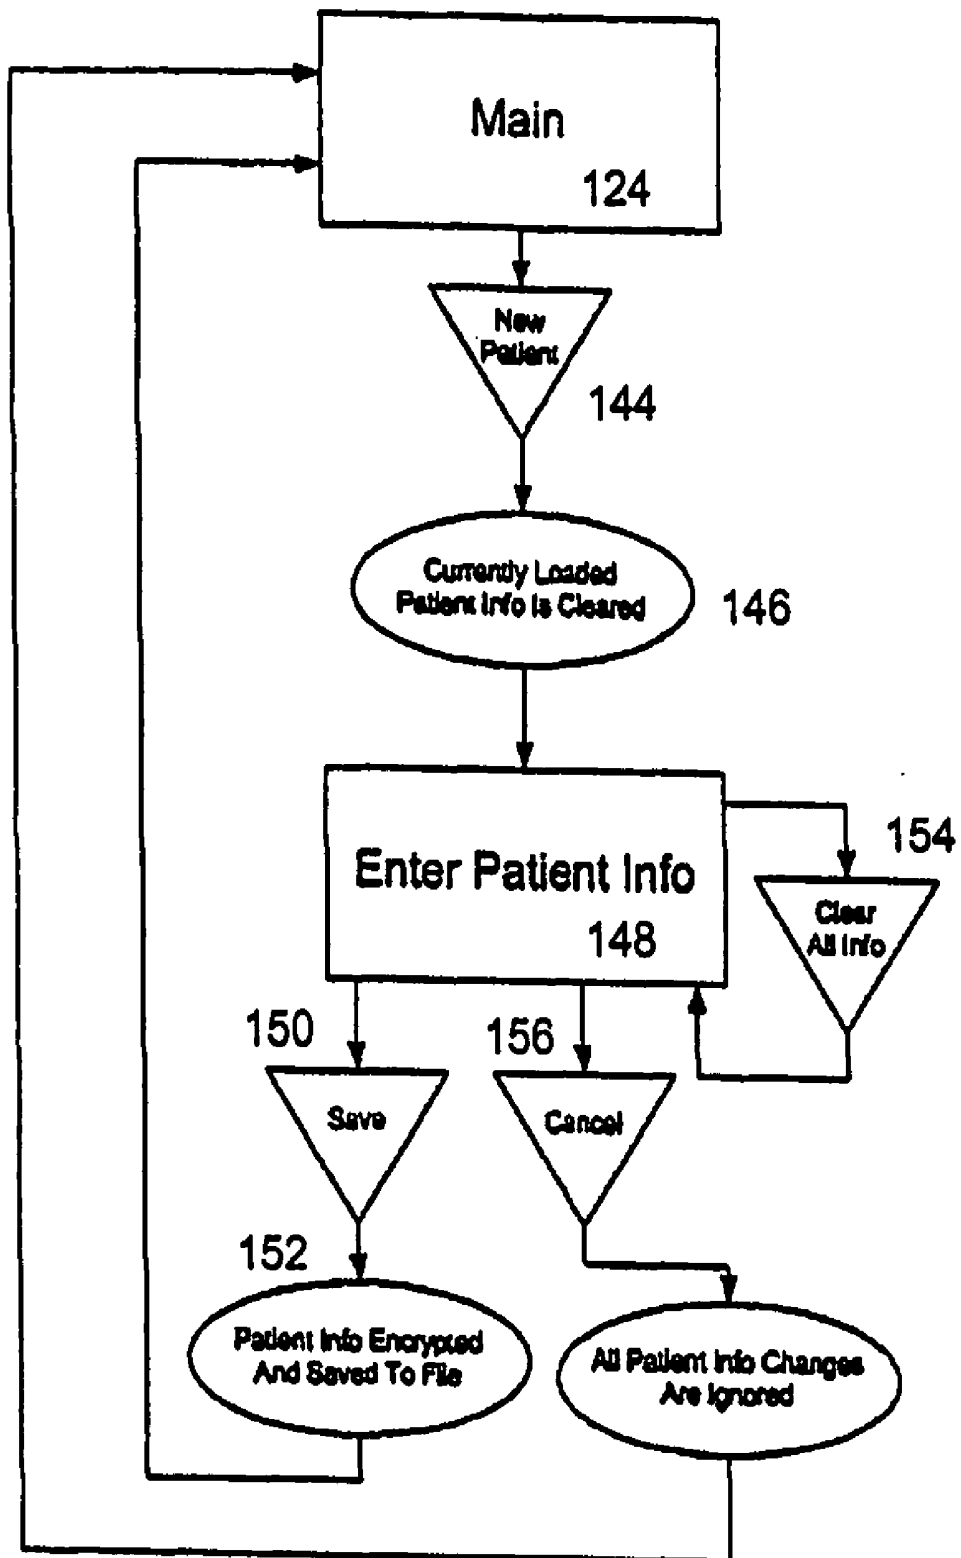 Main
124
New
Patient
144
Currently Loaded
Patient Info Is Cleared
146
Enter Patient Info
148
154
Clear
All Info
150
156
Save
Cancel
152
Patient Info Encrypted
And Saved To File
All Patient Info Changes
Are Ignored